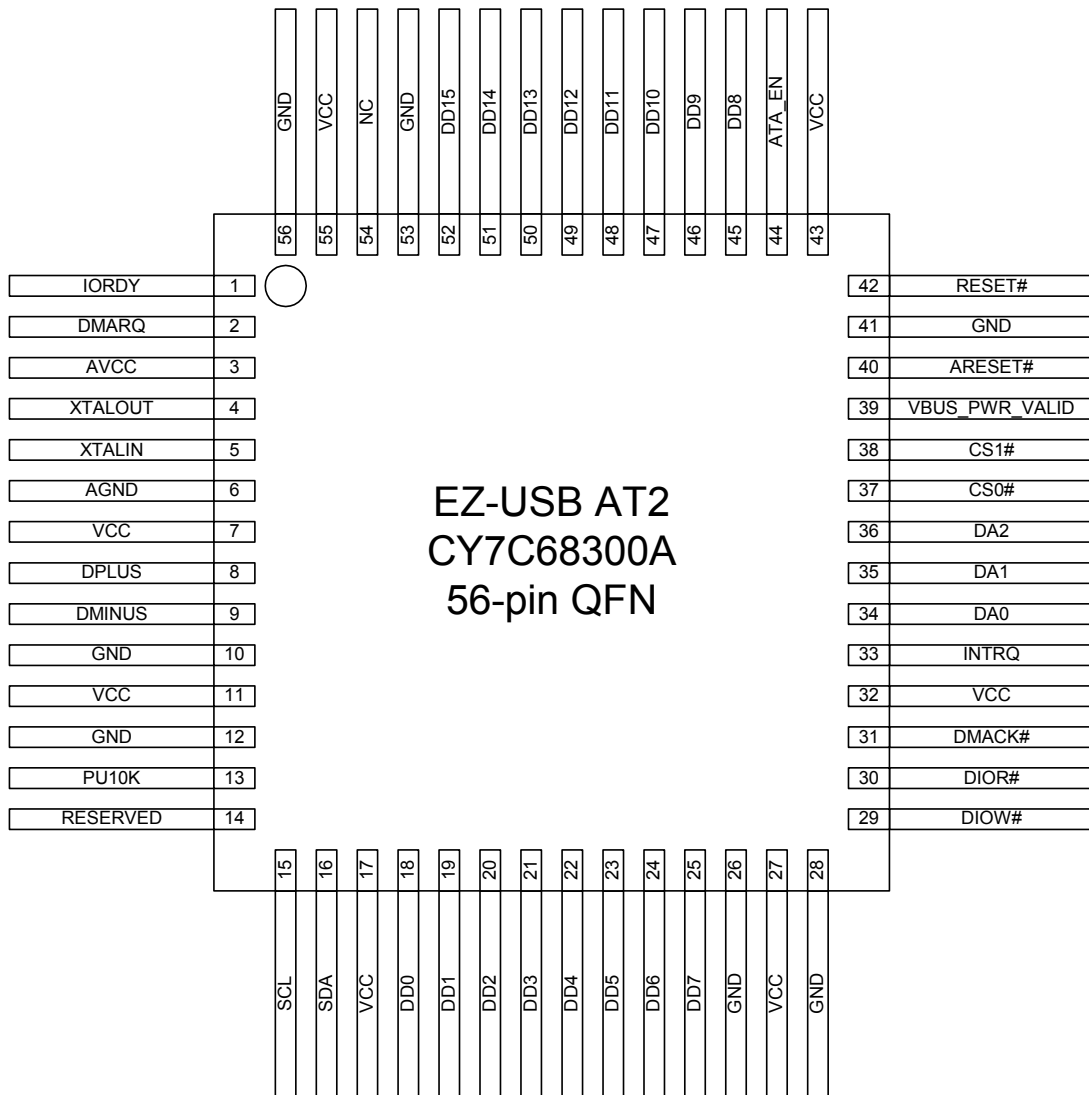 GND
VCC
NC
GND
DD15
DD14
DD13
DD12
DD11
DD10
DD9
DD8
ATA_EN
VCC
56
55
54
53
52
51
50
49
48
47
46
45
44
43
IORDY 1
DMARQ 2
AVCC 3
XTALOUT 4
XTALIN 5
AGND 6
VCC 7
DPLUS 8
DMINUS 9
GND 10
VCC 11
GND 12
PU10K 13
RESERVED 14
EZ-USB AT2
CY7C68300A
56-pin QFN
42 RESET#
41 GND
40 ARESET#
39 VBUS_PWR_VALID
38 CS1#
37 CS0#
36 DA2
35 DA1
34 DA0
33 INTRQ
32 VCC
31 DMACK#
30 DIOR#
29 DIOW#
15
16
17
18
19
20
21
22
23
24
25
26
27
28
SCL
SDA
VCC
DD0
DD1
DD2
DD3
DD4
DD5
DD6
DD7
GND
VCC
GND